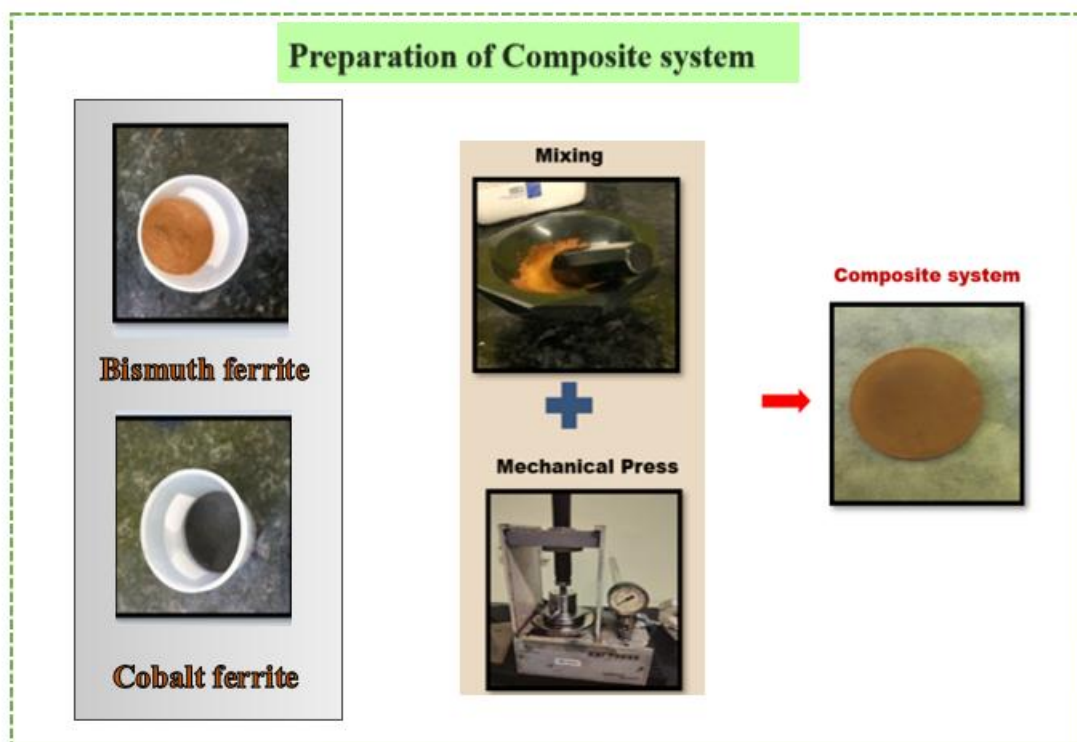 Preparation of Composite system
Bismuth ferrite
Cobalt ferrite
Mixing
Mechanical Press
Composite system